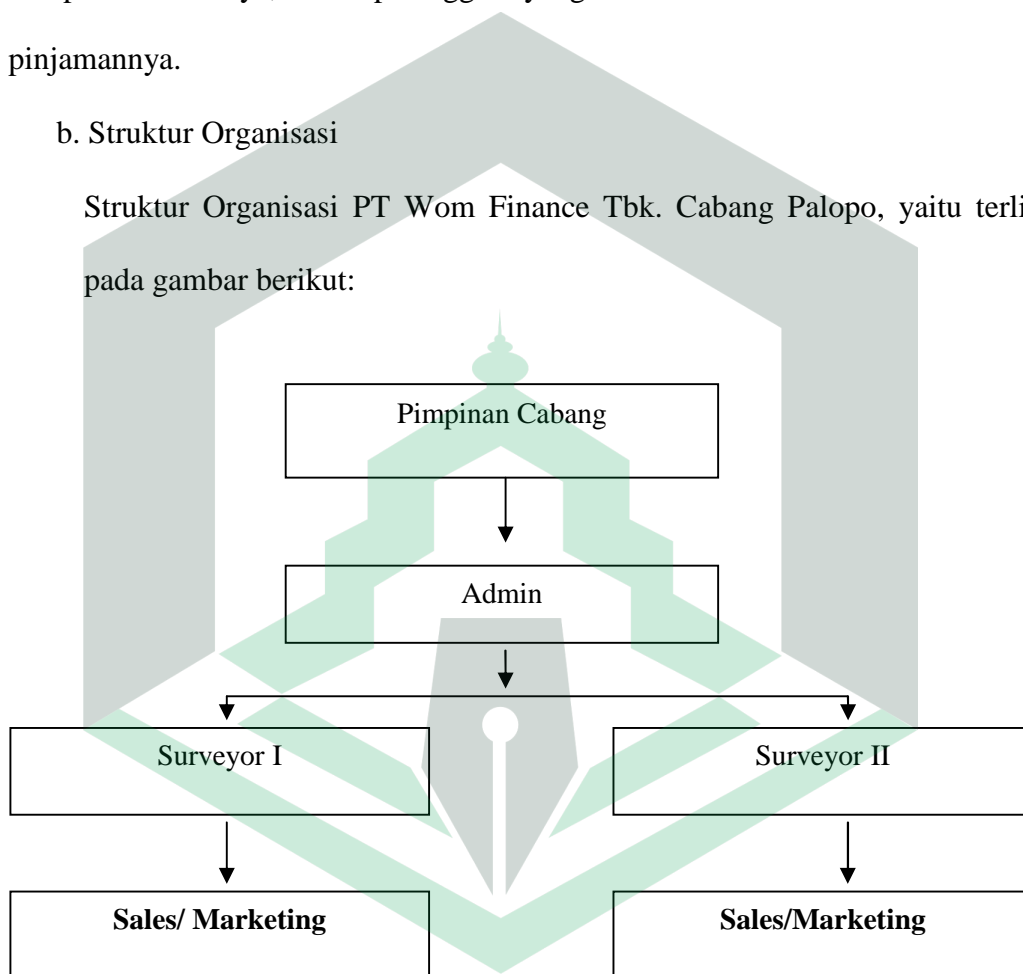 pinjamannya.
b. Struktur Organisasi
Struktur Organisasi PT Wom Finance Tbk. Cabang Palopo, yaitu
pada gambar berikut:
Pimpinan Cabang
Admin
Surveyor I Surveyor II
Sales/ Marketing Sales/Marketing